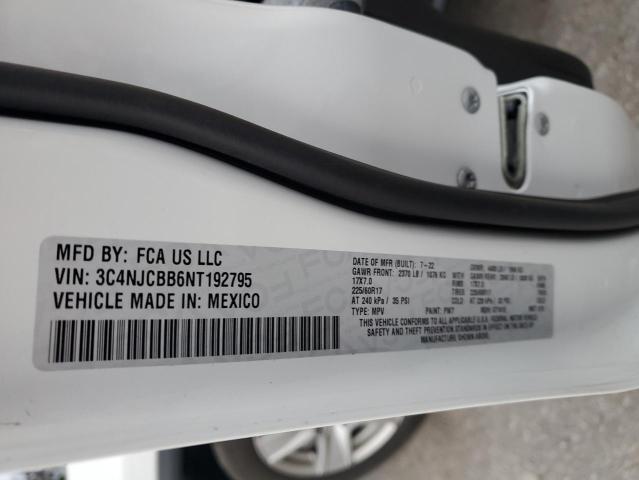 MFD BY: FCA US LLC
VIN: 3C4NJCBB6NT192795
VEHICLE MADE IN: MEXICO
DATE OF MFR (BUILT): 7-22
GAWR FRONT: 2370 LB / 1076 KG
17X7.0
225/60R17
AT 240 kPa / 35 PSI
TYPE: MPV
PAINT: PW7
THIS VEHICLE CONFORMS TO ALL APPLICABLE U.S.A. FEDERAL MOTOR VEHICLE
SAFETY AND THEFT PREVENTION STANDARDS IN EFFECT ON THE DATE OF
MANUFACTURE SHOWN ABOVE.